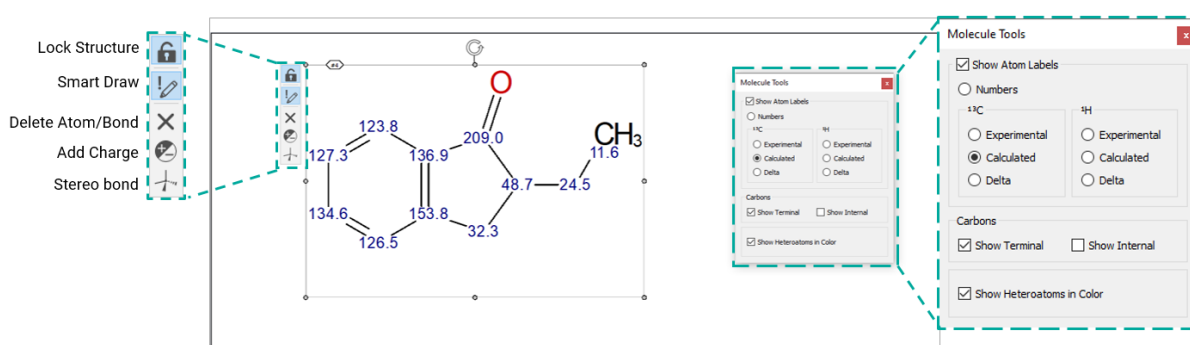 Lock Structure
Smart Draw
Delete Atom/Bond
Add Charge
Stereo bond
O
123.8
209.0
CH3
127.3
136.9
11.6
48.7
24.5
134.6
153.8
32.3
126.5
Molecule Tools
Show Atom Labels
Numbers
¹³C
¹H
Experimental
Experimental
Calculated
Calculated
Delta
Delta
Carbons
Show Terminal
Show Internal
Show Heteroatoms in Color
Molecule Tools
x
Show Atom Labels
Numbers
¹³C
¹H
Experimental
Experimental
Calculated
Calculated
Delta
Delta
Carbons
Show Terminal
Show Internal
Show Heteroatoms in Color